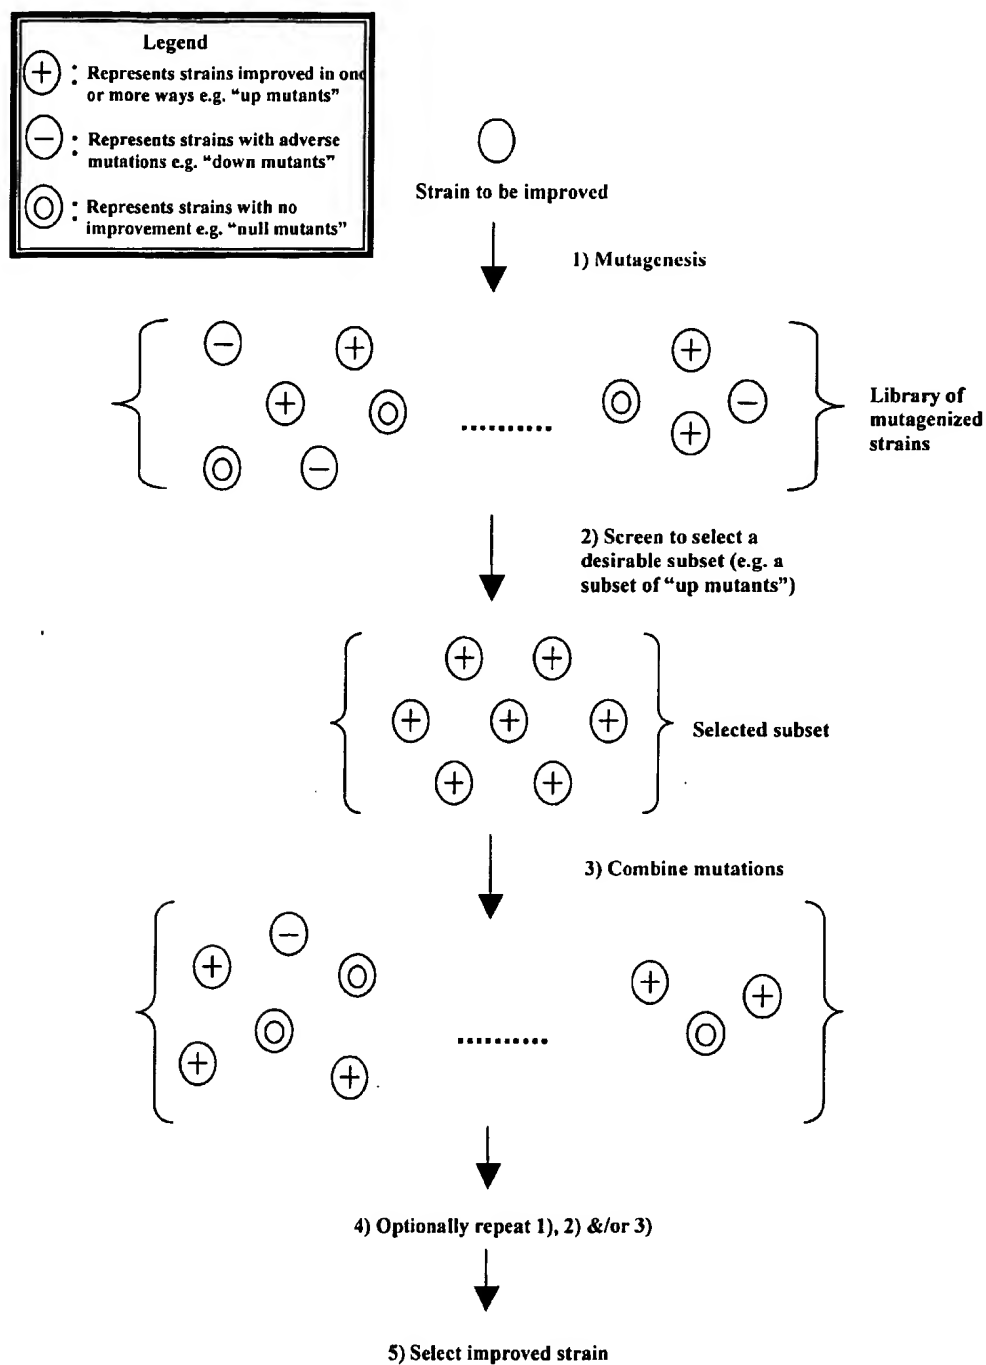 Legend
+ : Represents strains improved in one
or more ways e.g. “up mutants”
− : Represents strains with adverse
mutations e.g. “down mutants”
: Represents strains with no
improvement e.g. “null mutants”
Strain to be improved
1) Mutagenesis
Library of
mutagenized
strains
2) Screen to select a
desirable subset (e.g. a
subset of “up mutants”)
Selected subset
3) Combine mutations
4) Optionally repeat 1), 2) &/or 3)
5) Select improved strain